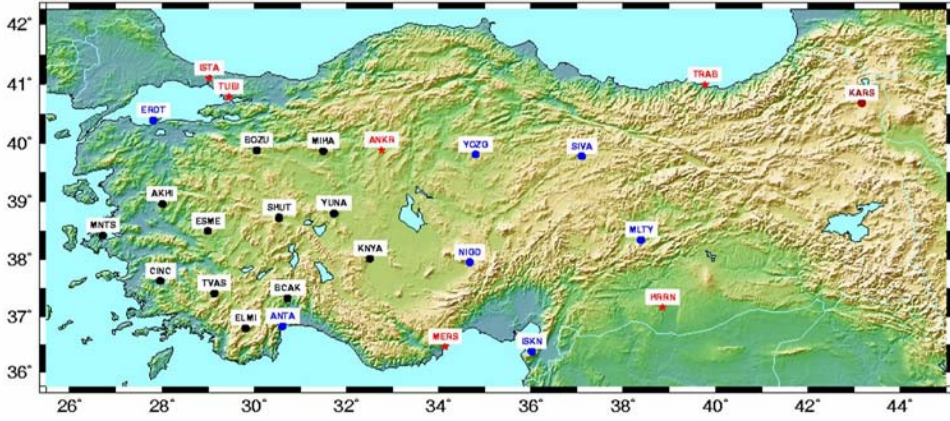 42°
41°
40°
39°
38°
37°
36°
ISTA
TUBI
TRAB
KARS
ERDT
BOZU
MIHA
ANKR
YOZG
SIVA
AKHI
ESME
SHUT
YUNA
MNTS
MLTY
KNYA
NIGD
CINC
TVAS
BCAK
HRRN
ELMI
ANTA
MERS
ISKN
26° 28° 30° 32° 34° 36° 38° 40° 42° 44°